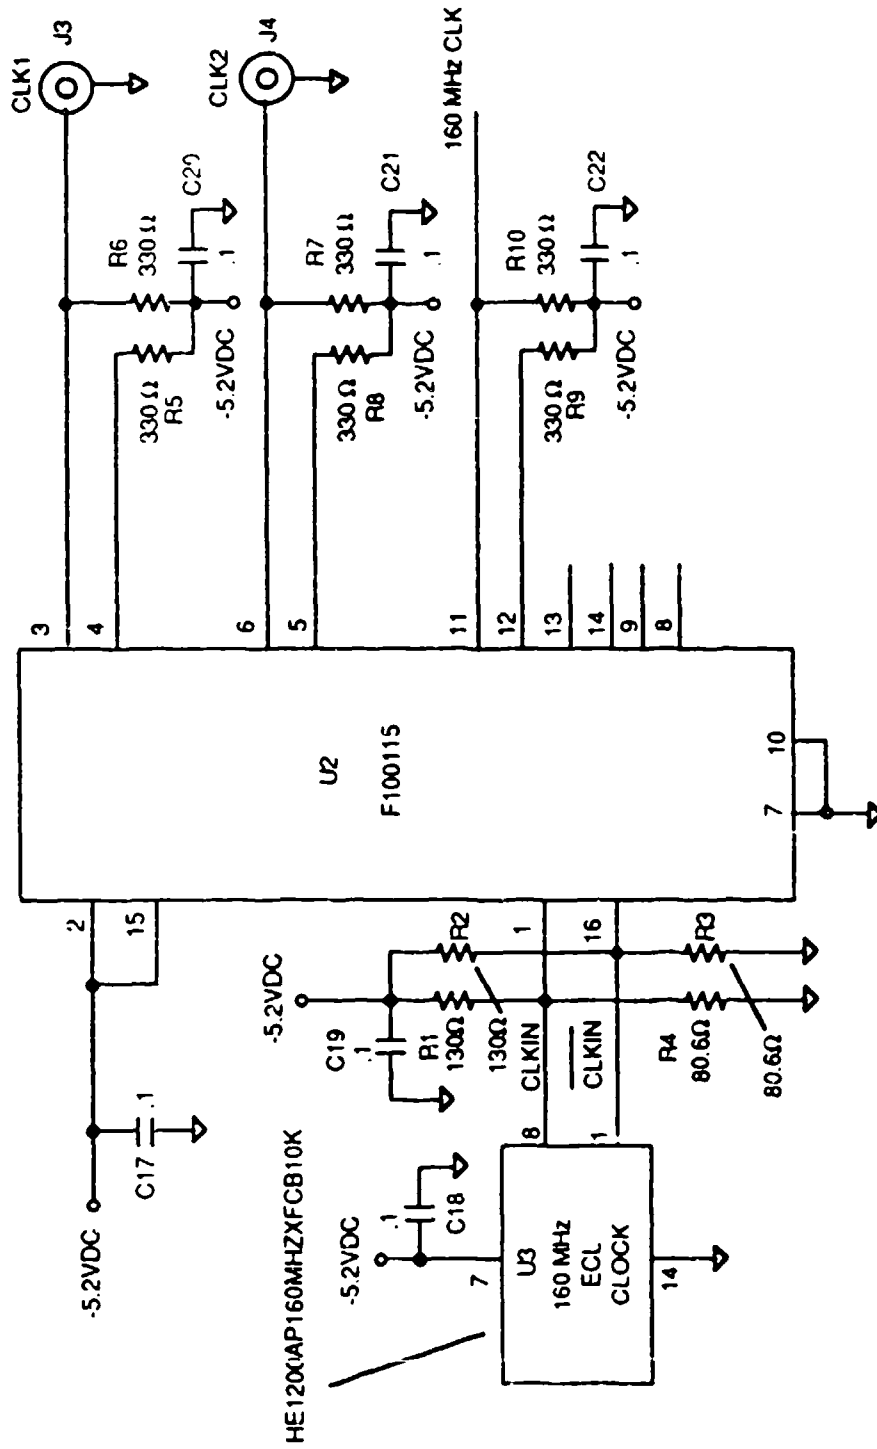 -5.2VDC
C17
.1
2
15
U2
F100115
3
4
6
5
11
12
13
14
9
8
7
10
CLK1
J3
R6
330 Ω
C20
.1
330 Ω
R5
-5.2VDC
CLK2
J4
R7
330 Ω
C21
.1
330 Ω
R8
-5.2VDC
160 MHz CLK
R10
330 Ω
C22
.1
330 Ω
R9
-5.2VDC
-5.2VDC
C19
.1
R1
130Ω
130Ω
R2
1
16
CLKIN
CLKIN
R4
80.6Ω
R3
80.6Ω
HE1200AP160MHZXFCB10K
-5.2VDC
.1
C18
7
U3
160 MHz
ECL
CLOCK
8
1
14